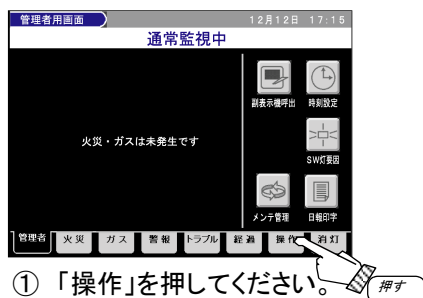 管理者用画面
12月12日 17:15
通常監視中
副表示機呼出 時刻設定
火災・ガスは未発生です
SW灯要因
メンテ管理 日報印字
管理者 火災 ガス 警報 トラブル 経過 操作 消灯
① 「操作」を押してください。
押す